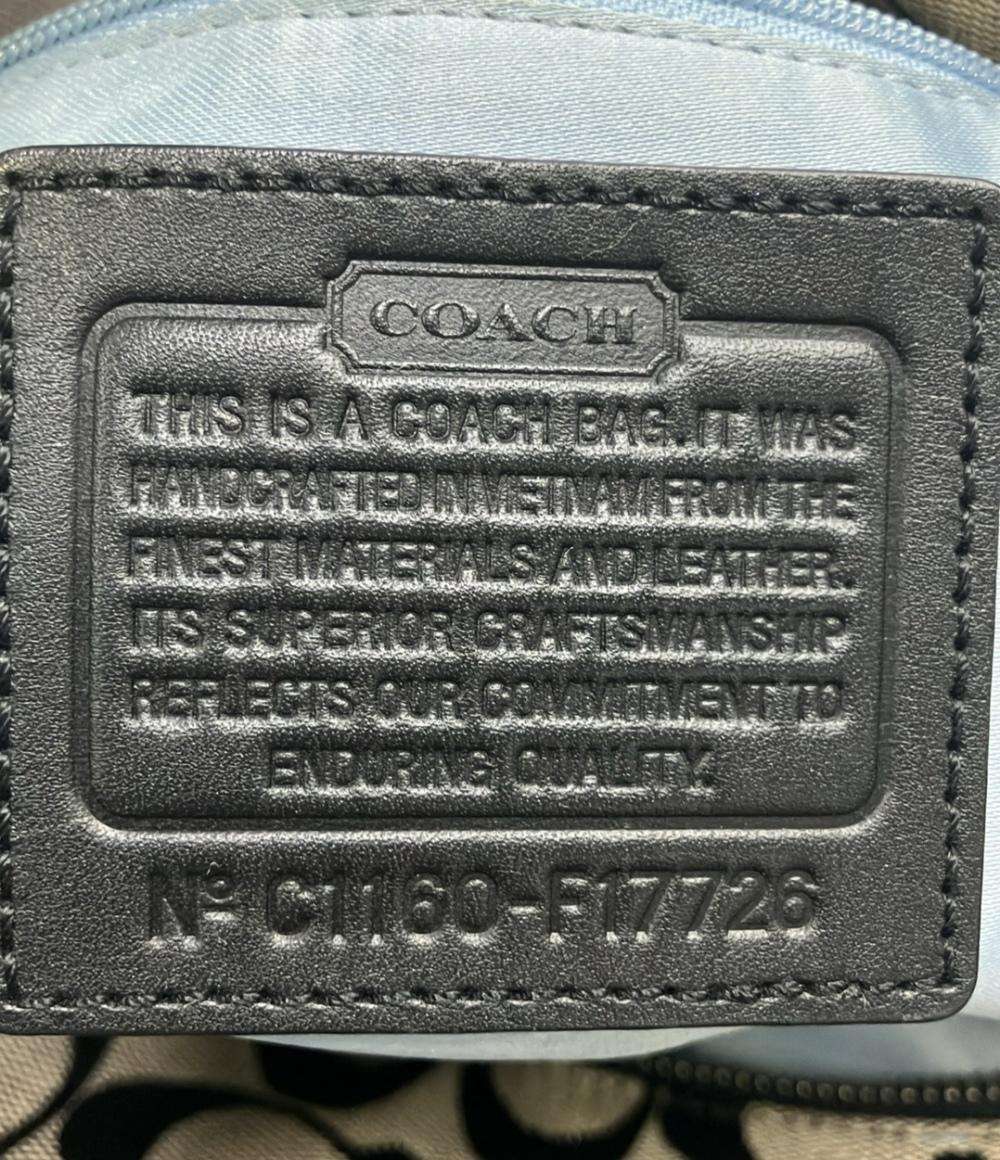 COACH
THIS IS A COACH BAG. IT WAS
HANDCRAFTED IN VIETNAM FROM THE
FINEST MATERIALS AND LEATHER.
ITS SUPERIOR CRAFTSMANSHIP
REFLECTS OUR COMMITMENT TO
ENDURING QUALITY.
Nº C1160-F17726